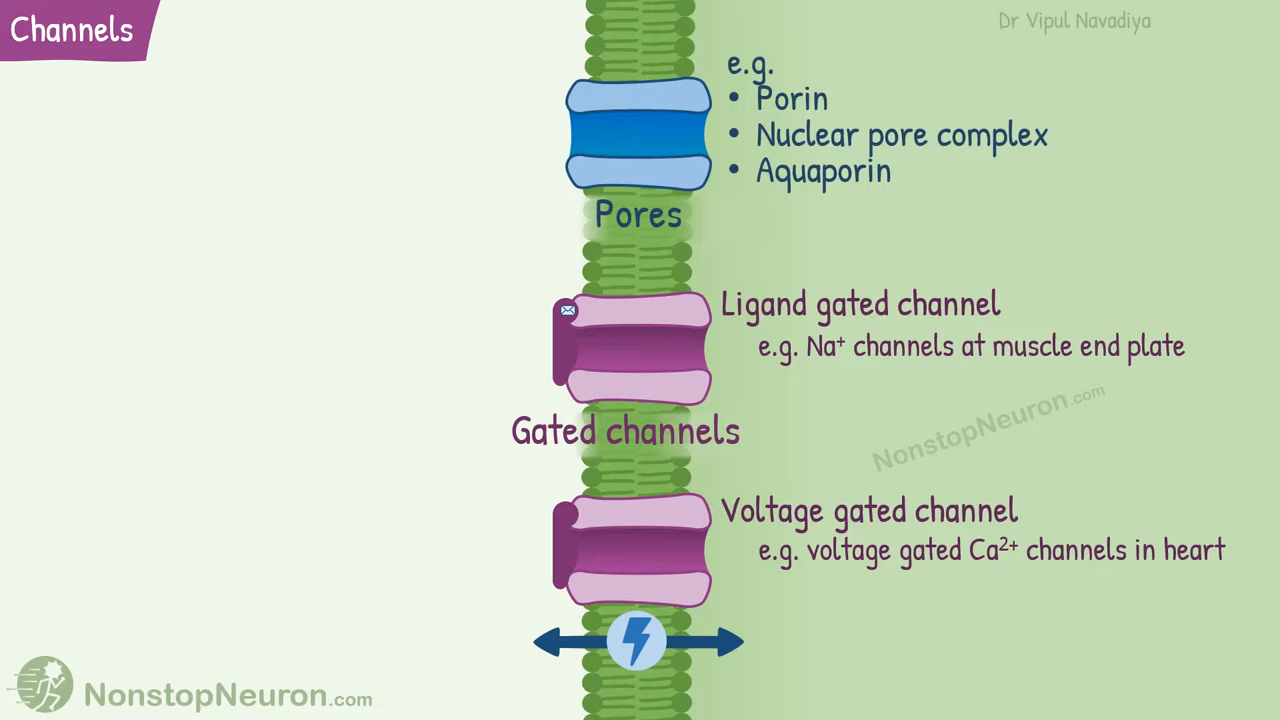 Channels
Dr Vipul Navadiya
e.g.
• Porin
• Nuclear pore complex
• Aquaporin
Pores
Ligand gated channel
e.g. Na⁺ channels at muscle end plate
NonstopNeuron.com
Gated channels
Voltage gated channel
e.g. voltage gated Ca²⁺ channels in heart
NonstopNeuron.com